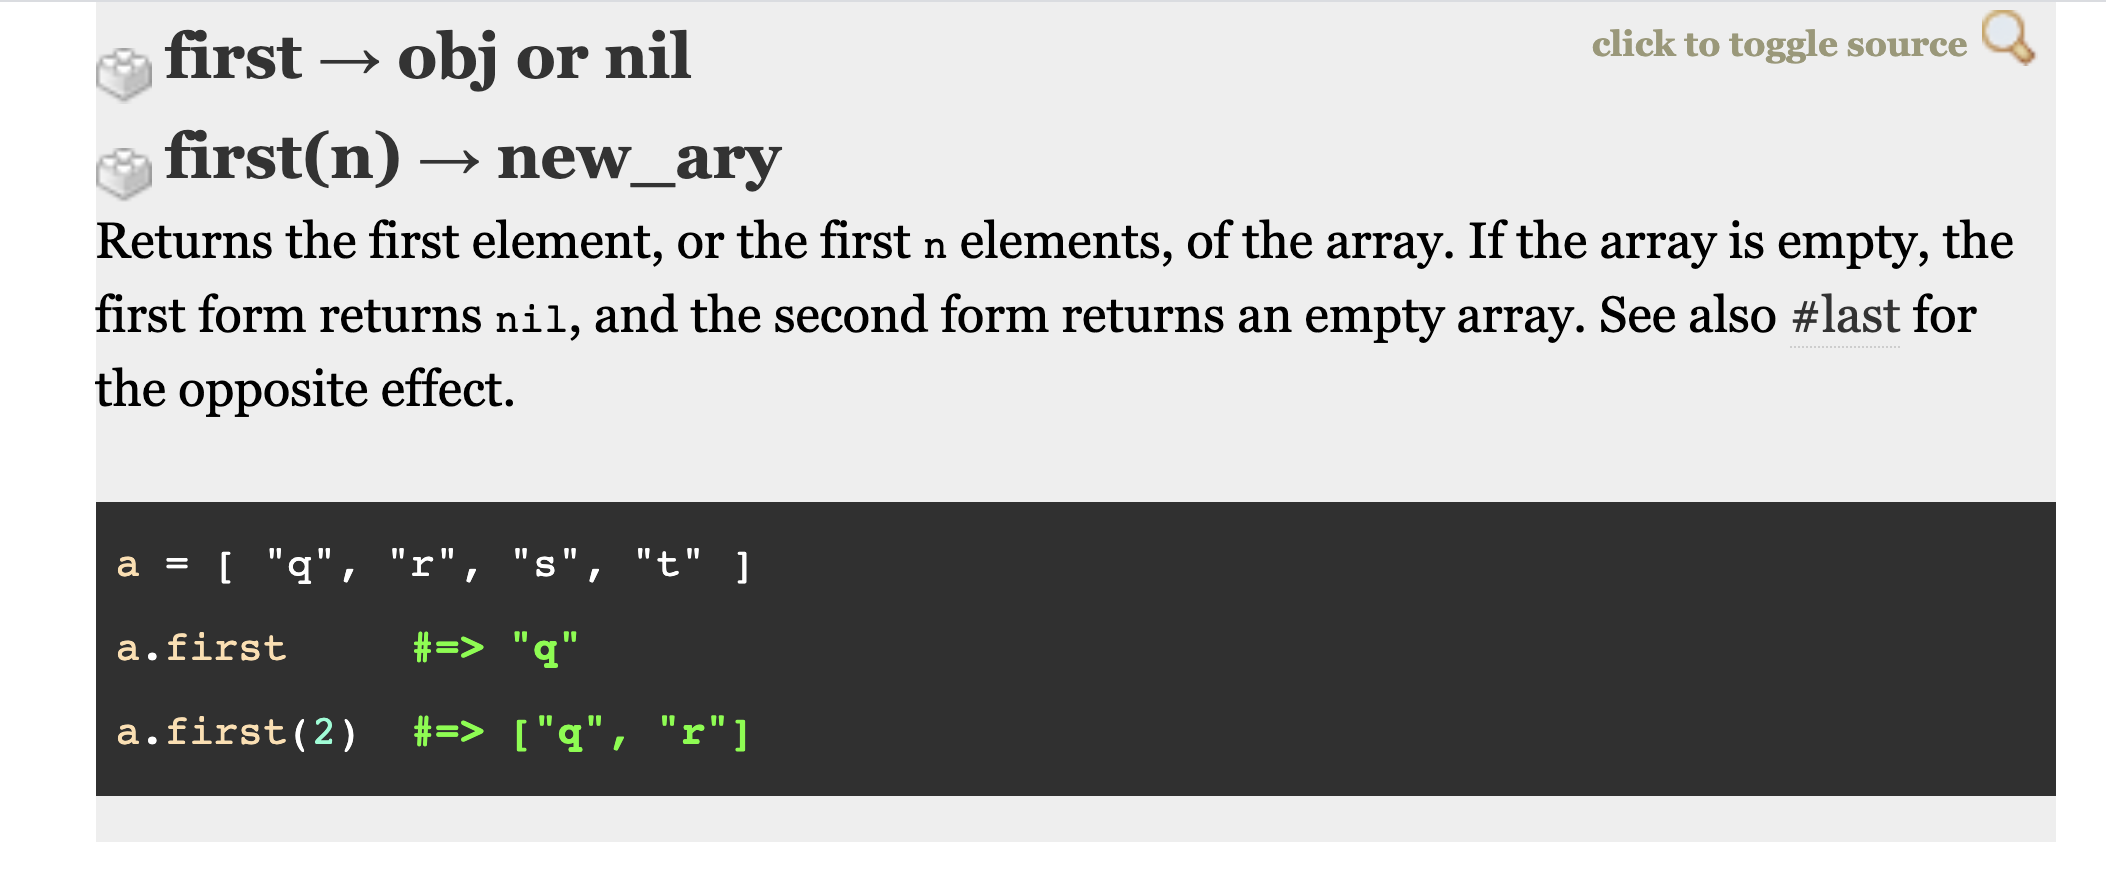 first → obj or nil
click to toggle source
first(n) → new_ary
Returns the first element, or the first n elements, of the array. If the array is empty, the
first form returns nil, and the second form returns an empty array. See also #last for
the opposite effect.
a = [ "q", "r", "s", "t" ]
a.first     #=> "q"
a.first(2)  #=> ["q", "r"]